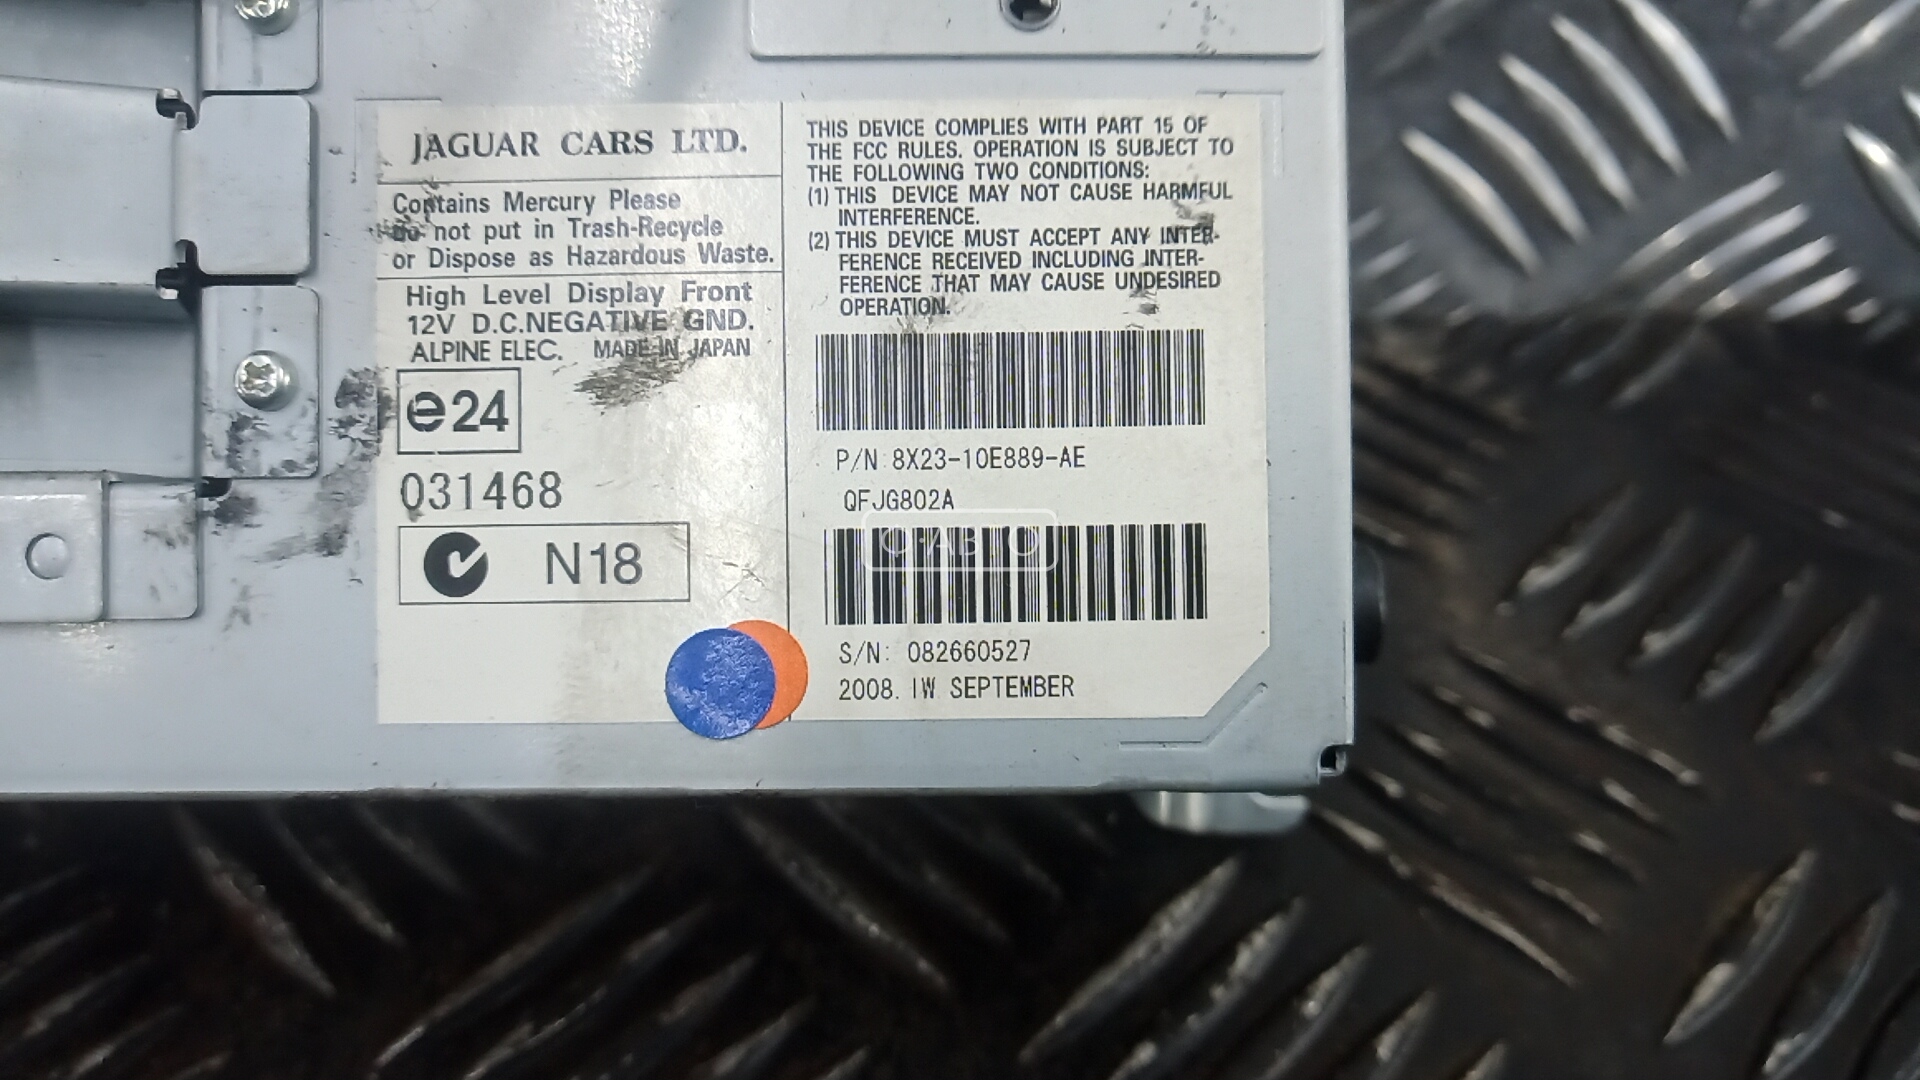 JAGUAR CARS LTD.
Contains Mercury Please
Do not put in Trash-Recycle
or Dispose as Hazardous Waste.
High Level Display Front
12V D.C.NEGATIVE GND.
ALPINE ELEC. MADE IN JAPAN
e24
031468
N18
THIS DEVICE COMPLIES WITH PART 15 OF
THE FCC RULES. OPERATION IS SUBJECT TO
THE FOLLOWING TWO CONDITIONS:
(1) THIS DEVICE MAY NOT CAUSE HARMFUL
INTERFERENCE.
(2) THIS DEVICE MUST ACCEPT ANY INTER-
FERENCE RECEIVED INCLUDING INTER-
FERENCE THAT MAY CAUSE UNDESIRED
OPERATION.
P/N:8X23-10E889-AE
QFJG802A
С·АВТО
S/N: 082660527
2008. 1W SEPTEMBER